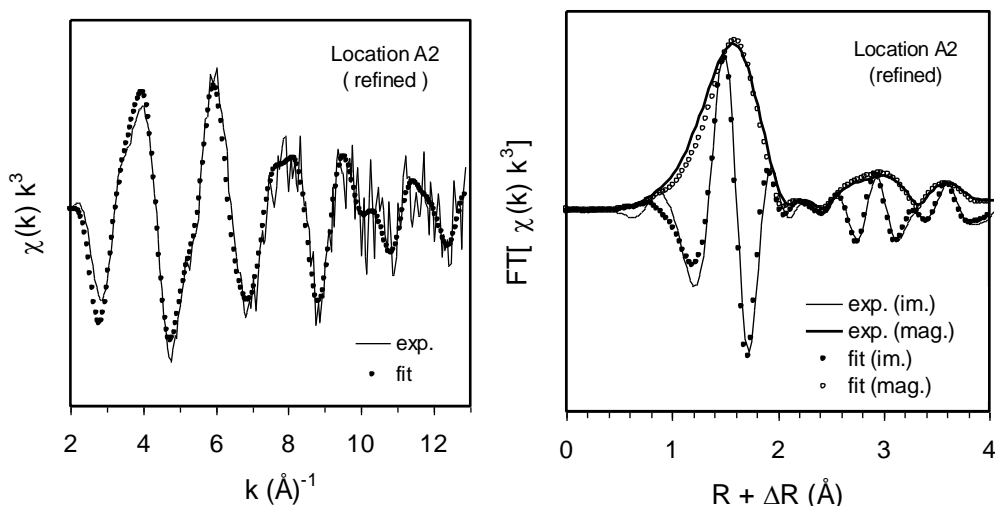 Location A2
( refined )
χ(k) k³
exp.
fit
2 4 6 8 10 12
k (Å)⁻¹
Location A2
(refined)
FT[ χ(k) k³]
exp. (im.)
exp. (mag.)
fit (im.)
fit (mag.)
0 1 2 3 4
R + ΔR (Å)